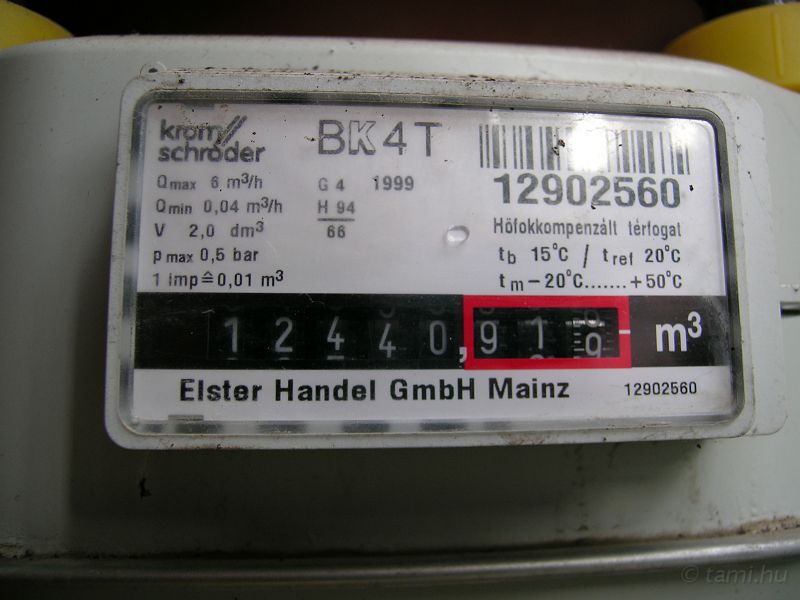 krom//
schröder
BK4T
12902560
Qmax 6 m³/h
G 4 1999
Qmin 0,04 m³/h
H 94
V 2,0 dm³
66
Hőfokkompenzált térfogat
pmax 0,5 bar
tb 15°C / tref 20°C
1 imp≙0,01 m³
tm -20°C.......+50°C
12440,919 m³
Elster Handel GmbH Mainz
12902560
© tami.hu